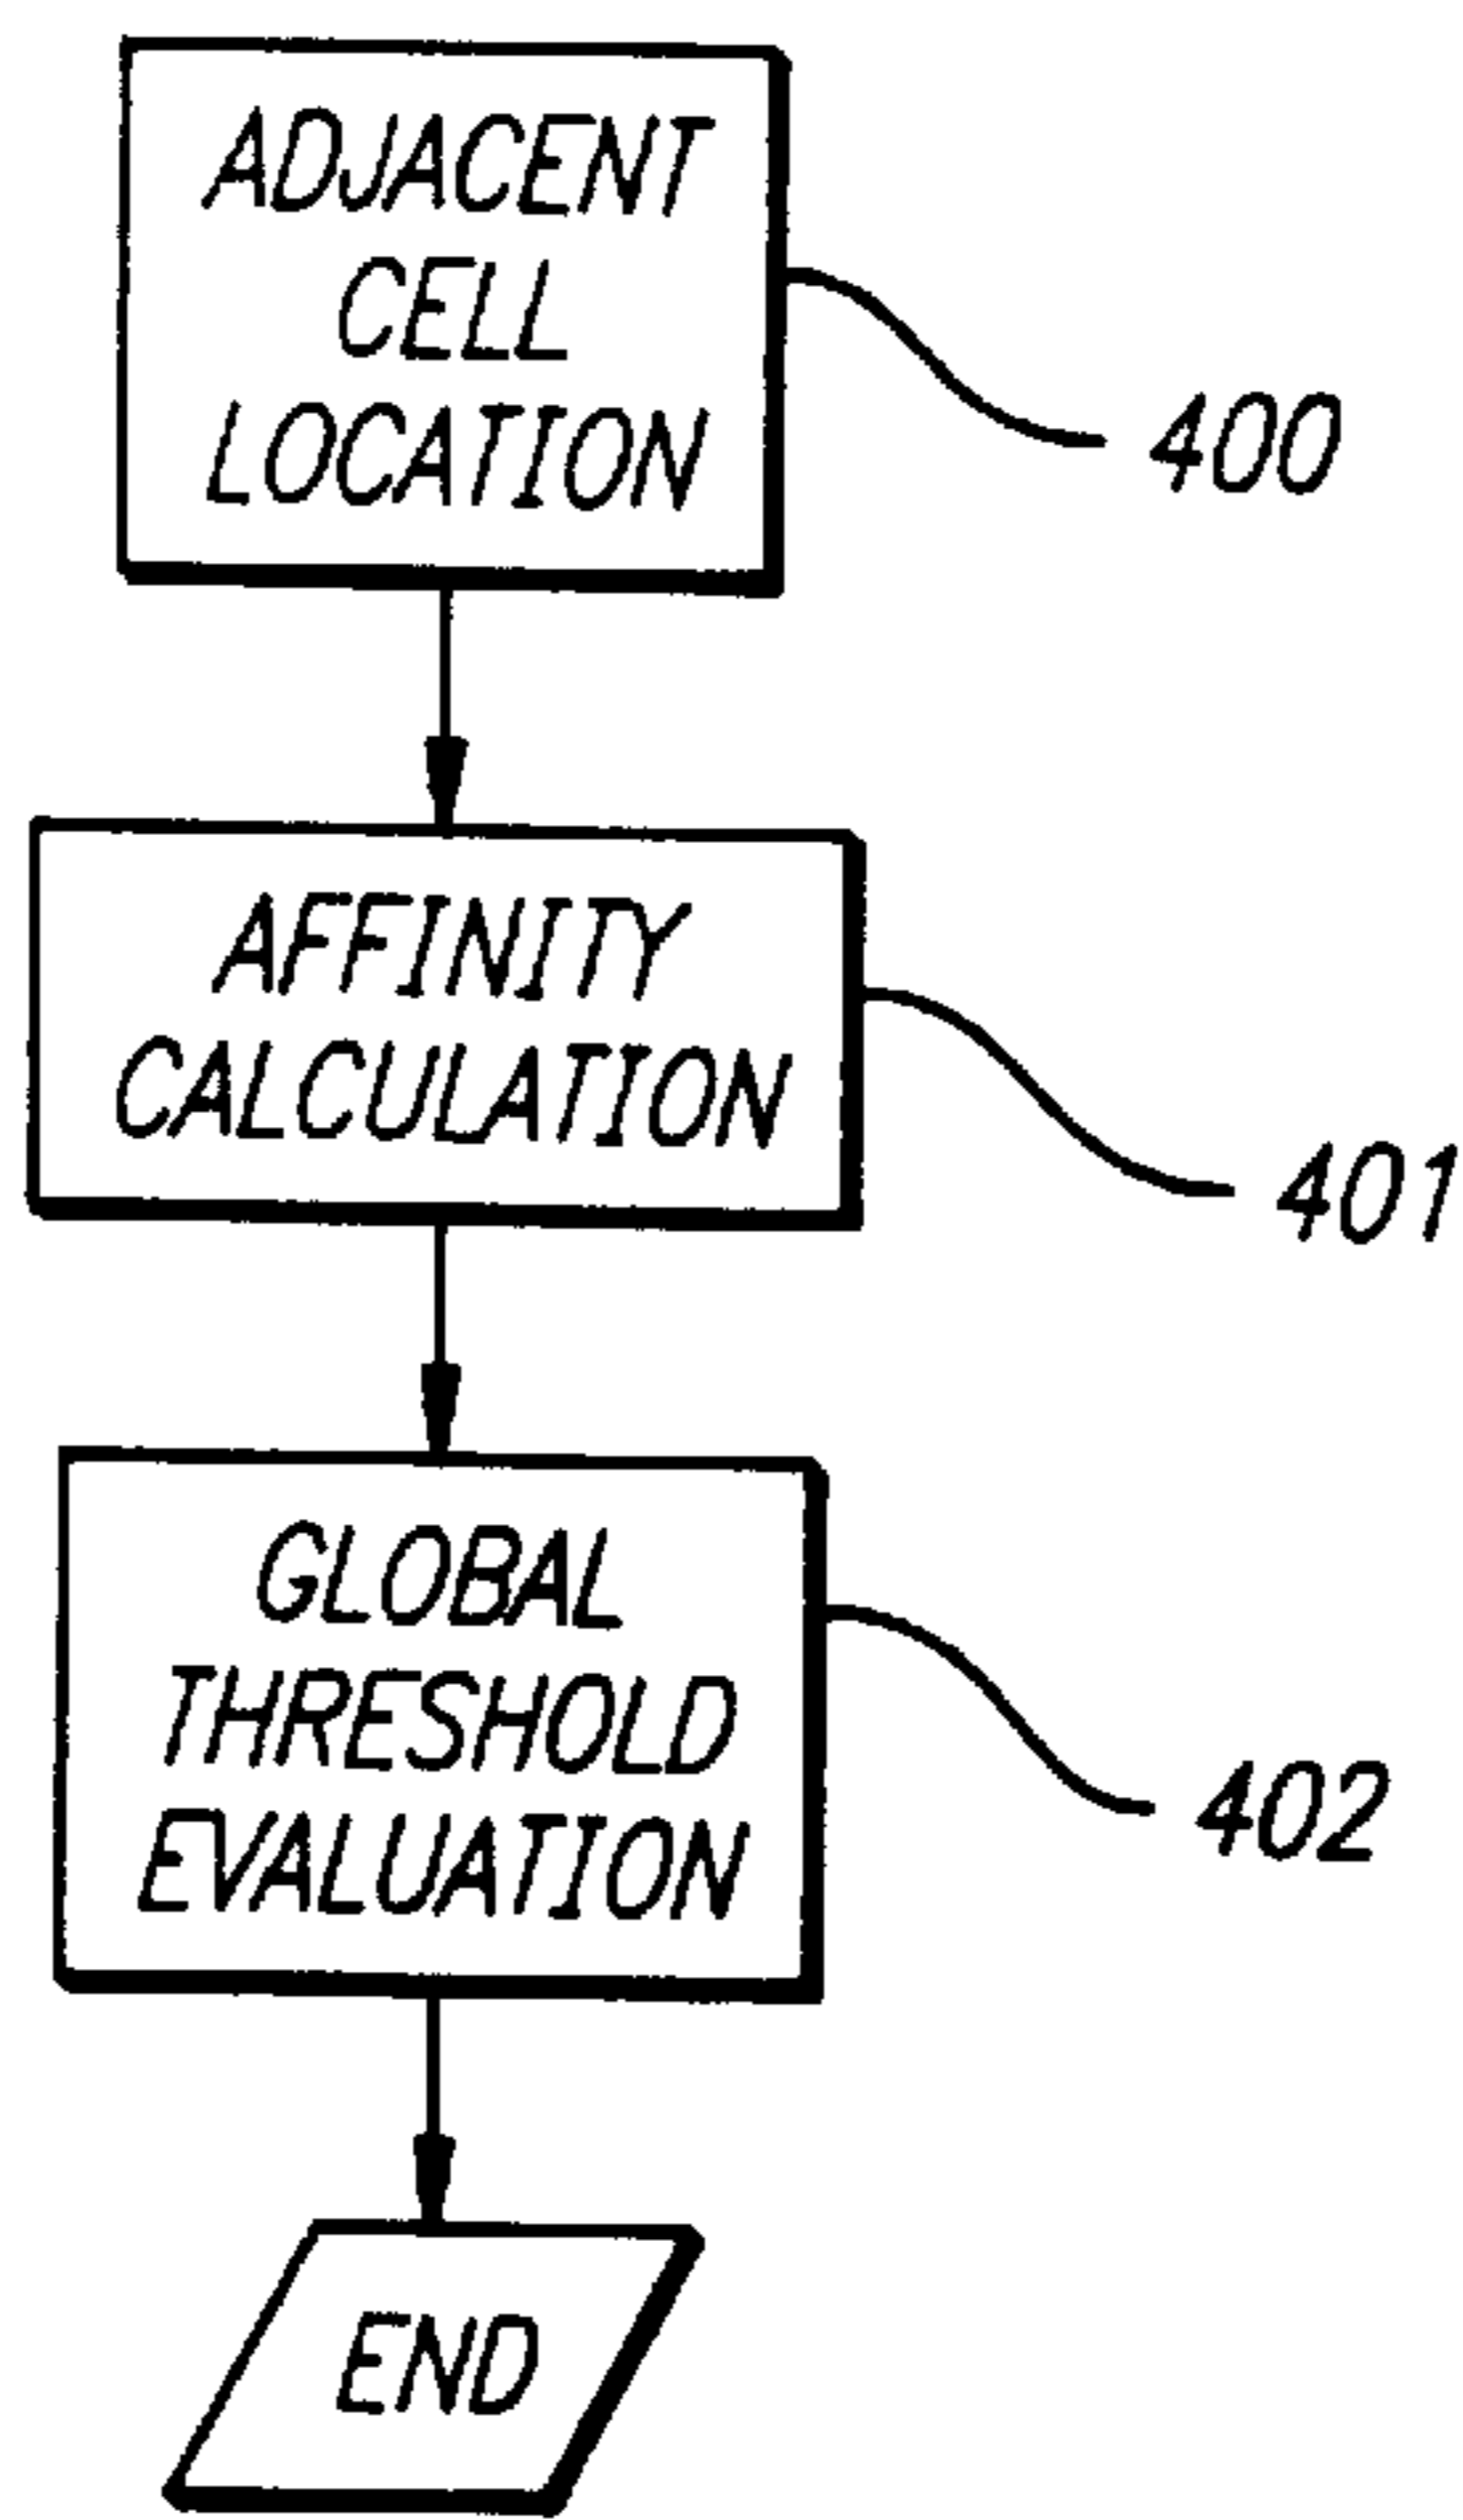 ADJACENT
CELL
LOCATION
400
AFFINITY
CALCULATION
401
GLOBAL
THRESHOLD
EVALUATION
402
END